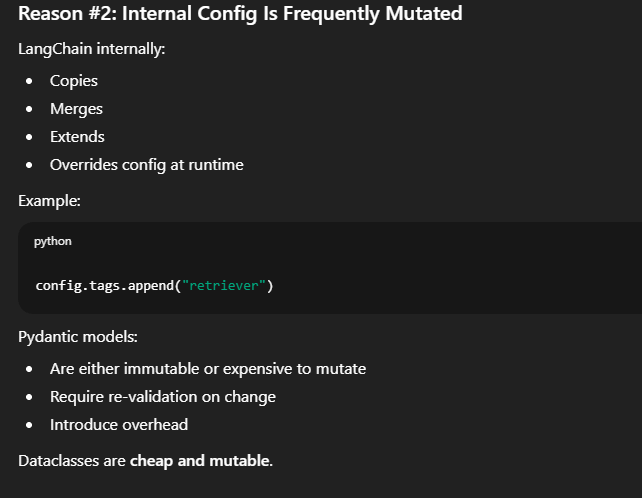 Reason #2: Internal Config Is Frequently Mutated
LangChain internally:
• Copies
• Merges
• Extends
• Overrides config at runtime
Example:
python
config.tags.append("retriever")
Pydantic models:
• Are either immutable or expensive to mutate
• Require re-validation on change
• Introduce overhead
Dataclasses are cheap and mutable.